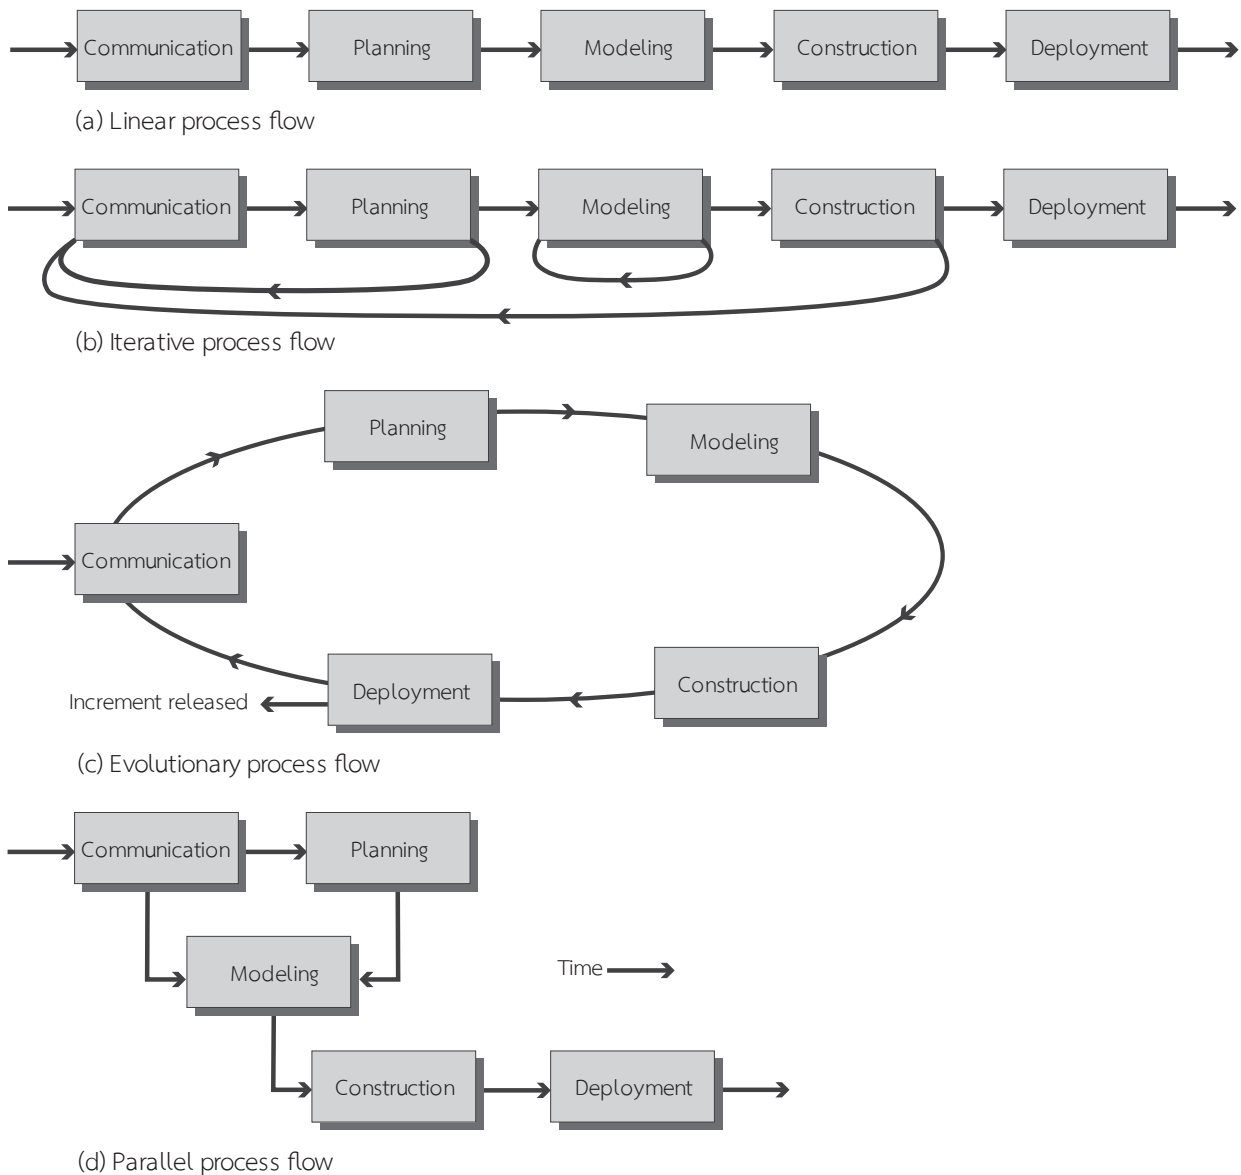 Communication Planning Modeling Construction Deployment
(a) Linear process flow
Communication Planning Modeling Construction Deployment
(b) Iterative process flow
Planning
Modeling
Communication
Construction
Deployment
Increment released
(c) Evolutionary process flow
Communication Planning
Modeling
Time
Construction Deployment
(d) Parallel process flow